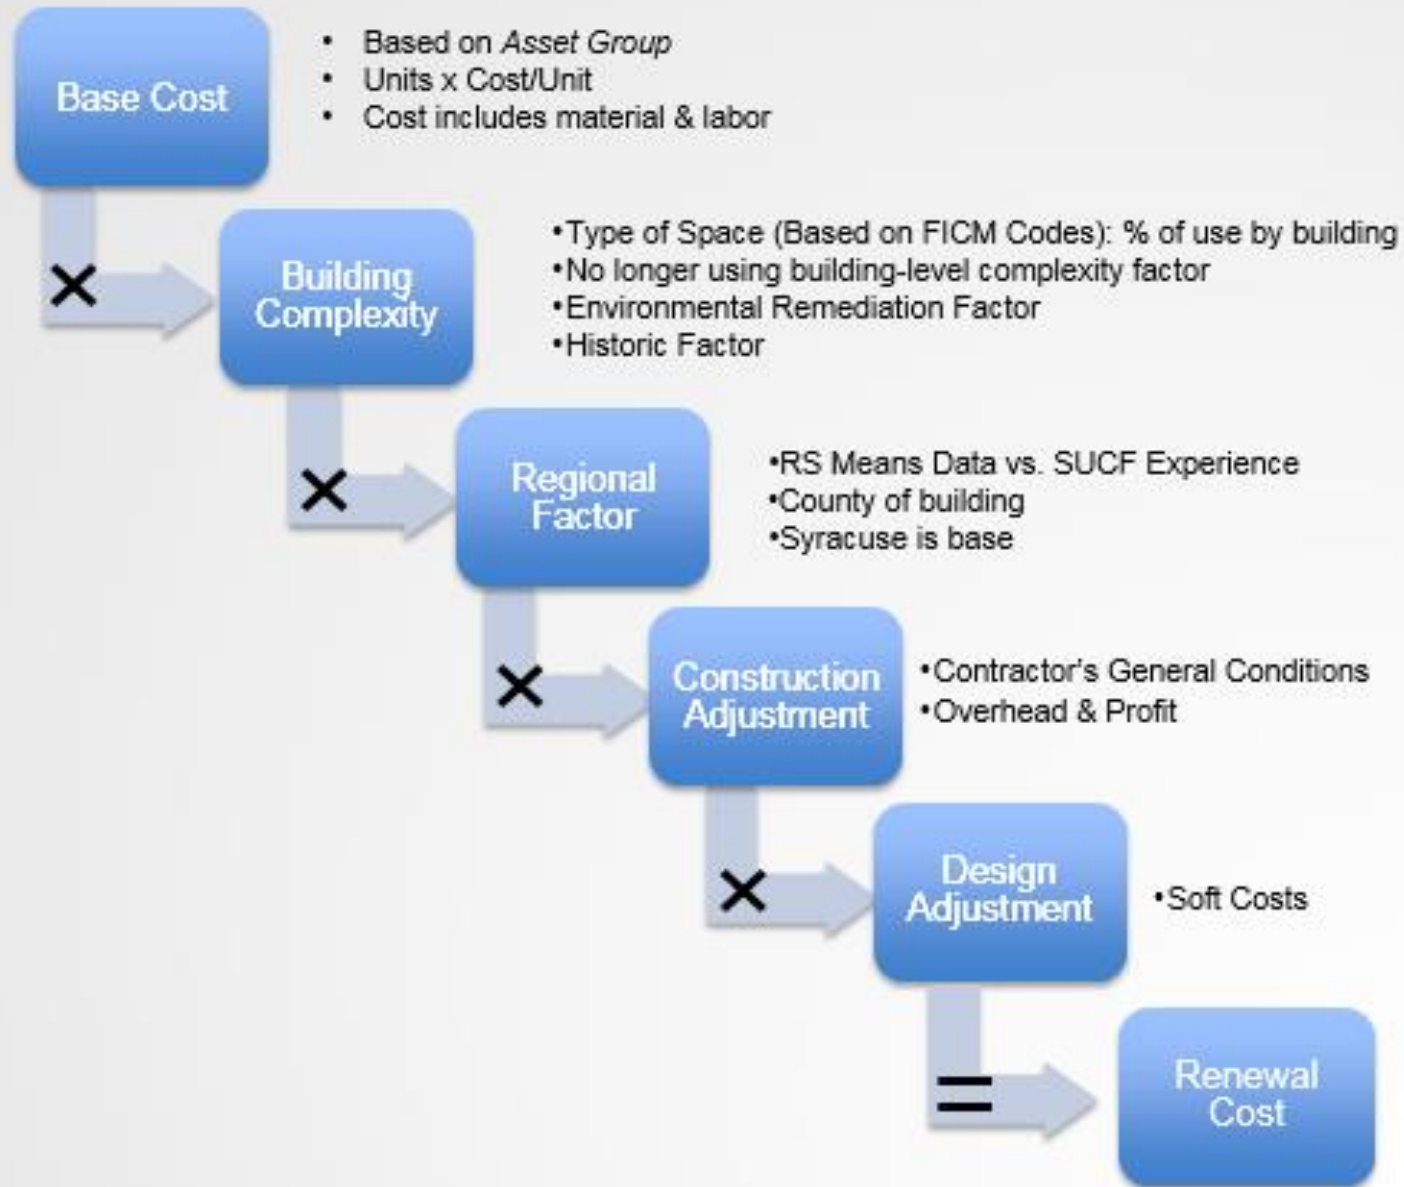 Base Cost
• Based on Asset Group
• Units x Cost/Unit
• Cost includes material & labor
×
Building
Complexity
•Type of Space (Based on FICM Codes): % of use by building
•No longer using building-level complexity factor
•Environmental Remediation Factor
•Historic Factor
×
Regional
Factor
•RS Means Data vs. SUCF Experience
•County of building
•Syracuse is base
×
Construction
Adjustment
•Contractor's General Conditions
•Overhead & Profit
×
Design
Adjustment
•Soft Costs
=
Renewal
Cost